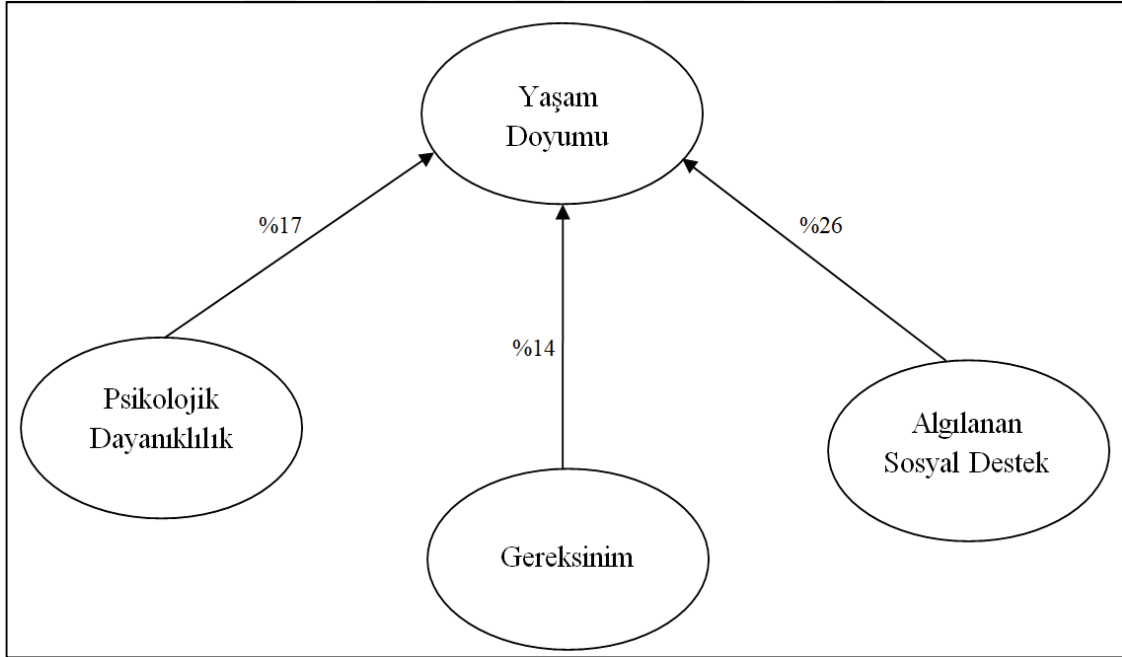 Yaşam
Doyumu
%17
%26
%14
Psikolojik
Dayanıklılık
Algılanan
Sosyal Destek
Gereksinim